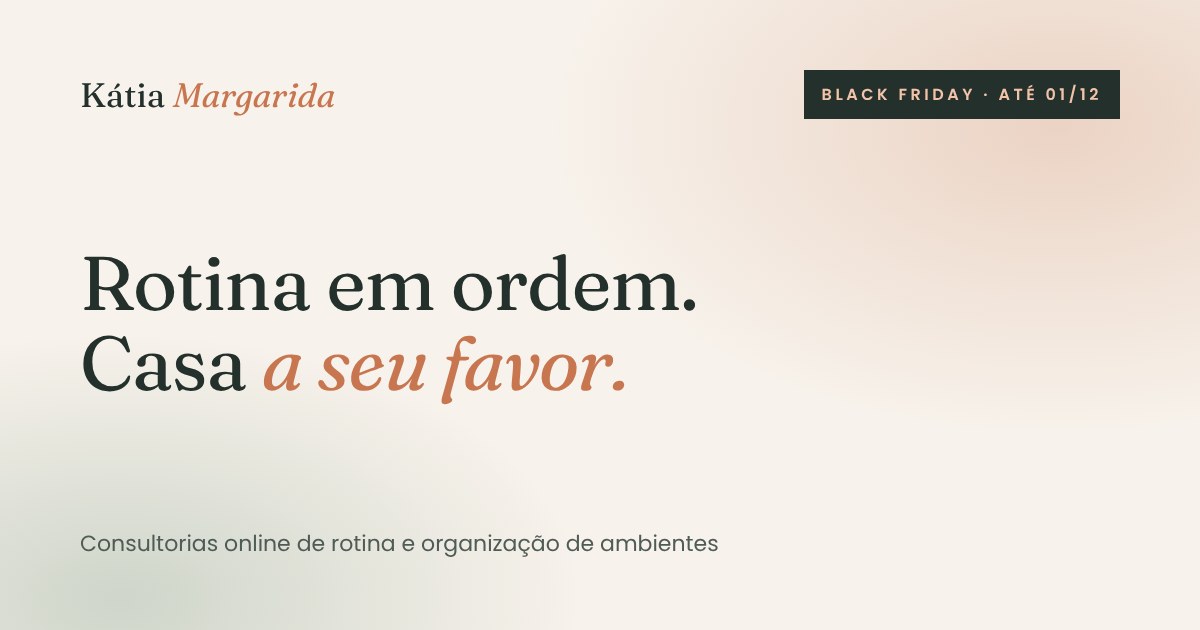 Kátia Margarida
BLACK FRIDAY · ATÉ 01/12
Rotina em ordem.
Casa a seu favor.
Consultorias online de rotina e organização de ambientes